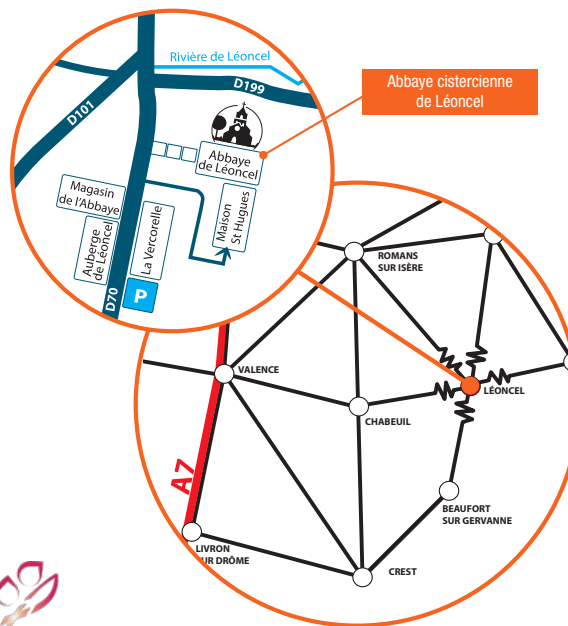 Rivière de Léoncel
D199
Abbaye cistercienne
de Léoncel
D101
Abbaye
de Léoncel
Magasin
de l'Abbaye
Auberge
de Léoncel
La Vercorelle
Maison
St Hugues
D70
P
ROMANS
SUR ISÈRE
VALENCE
LÉONCEL
CHABEUIL
A7
BEAUFORT
SUR GERVANNE
LIVRON
UR DRÔME
CREST